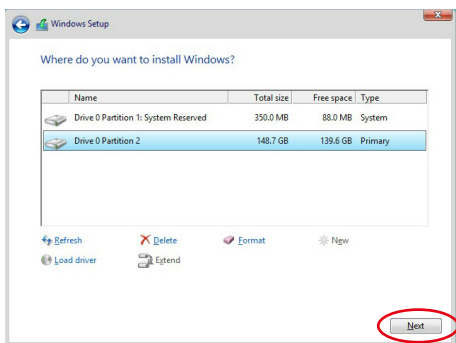 Windows Setup
Where do you want to install Windows?
Name Total size Free space Type
Drive 0 Partition 1: System Reserved 350.0 MB 88.0 MB System
Drive 0 Partition 2 148.7 GB 139.6 GB Primary
Refresh Delete Format New
Load driver Extend
Next